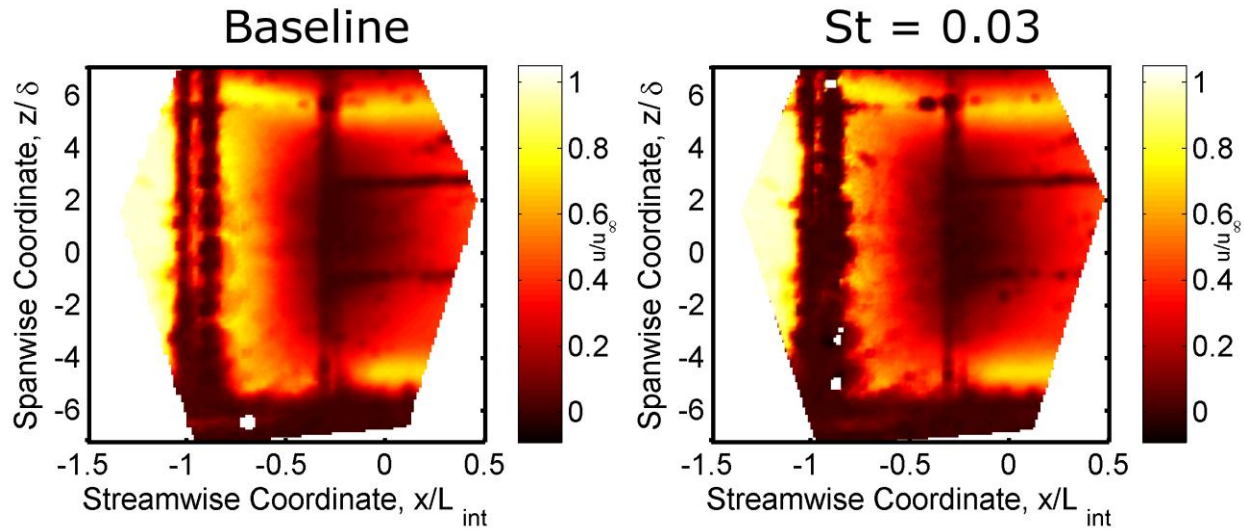 Baseline
6
4
2
0
-2
-4
-6
Spanwise Coordinate, z/ δ
-1.5 -1 -0.5 0 0.5
Streamwise Coordinate, x/L int
1
0.8
0.6
0.4
0.2
0
u/u∞
St = 0.03
6
4
2
0
-2
-4
-6
Spanwise Coordinate, z/ δ
-1.5 -1 -0.5 0 0.5
Streamwise Coordinate, x/L int
1
0.8
0.6
0.4
0.2
0
u/u∞